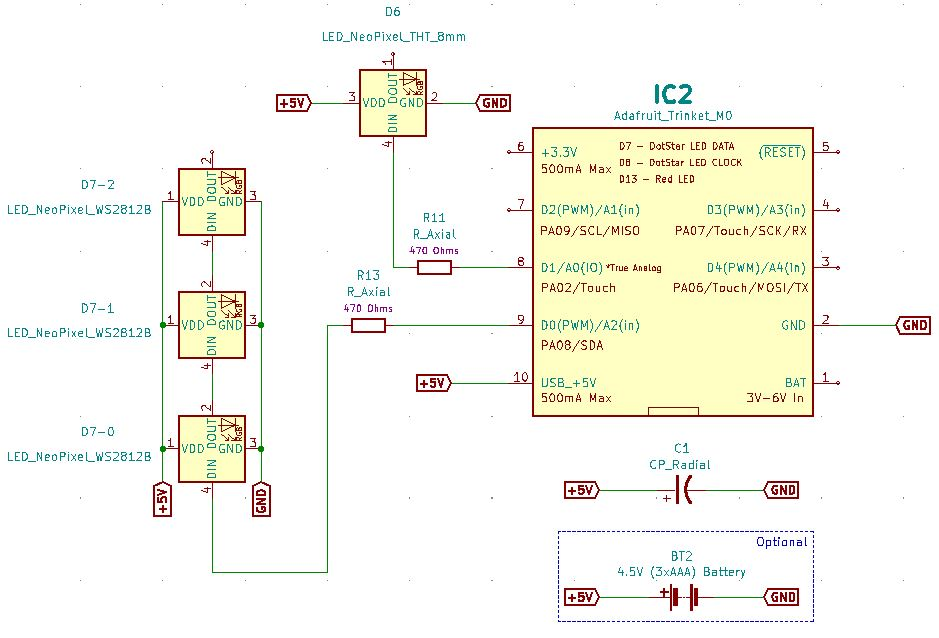 D6
LED_NeoPixel_THT_8mm
1
DOUT
RGB
+5V
3
VDD
GND
2
GND
DIN
4
IC2
Adafruit_Trinket_M0
D7 - DotStar LED DATA
D8 - DotStar LED CLOCK
D13 - Red LED
6
+3.3V
500mA Max
(RESET)
5
7
D2(PWM)/A1(in)
PA09/SCL/MISO
D3(PWM)/A3(in)
PA07/Touch/SCK/RX
4
8
D1/A0(IO) *True Analog
PA02/Touch
D4(PWM)/A4(In)
PA06/Touch/MOSI/TX
3
9
D0(PWM)/A2(in)
PA08/SDA
GND
2
GND
+5V
10
USB_+5V
500mA Max
BAT
1
3V-6V In
R11
R_Axial
470 Ohms
R13
R_Axial
470 Ohms
D7-2
LED_NeoPixel_WS2812B
2
DOUT
RGB
1
VDD
GND
3
DIN
4
D7-1
LED_NeoPixel_WS2812B
2
DOUT
RGB
1
VDD
GND
3
DIN
4
D7-0
LED_NeoPixel_WS2812B
2
DOUT
RGB
1
VDD
GND
3
DIN
4
+5V
GND
C1
CP_Radial
+5V
+
GND
Optional
BT2
4.5V (3xAAA) Battery
+5V
+
GND